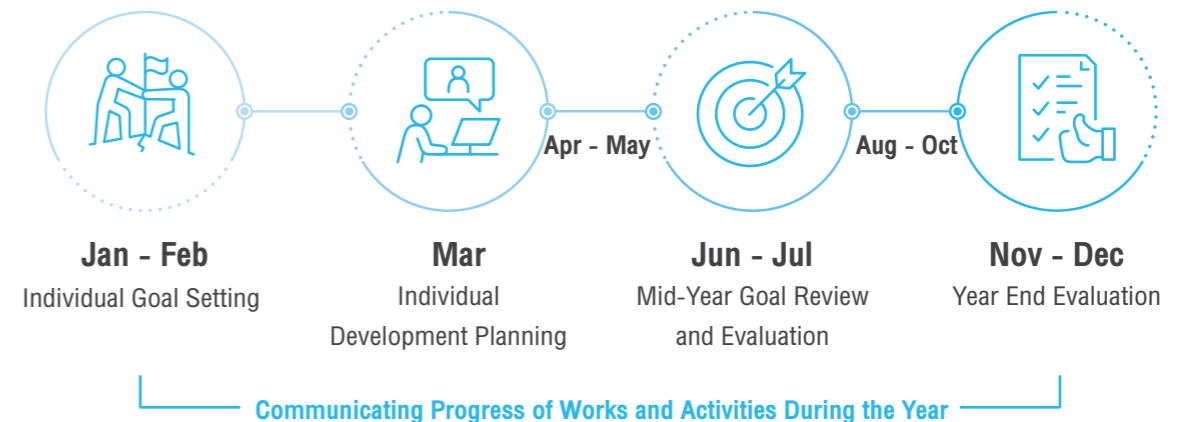 Apr - May
Aug - Oct
Jan - Feb
Individual Goal Setting
Mar
Individual
Development Planning
Jun - Jul
Mid-Year Goal Review
and Evaluation
Nov - Dec
Year End Evaluation
Communicating Progress of Works and Activities During the Year